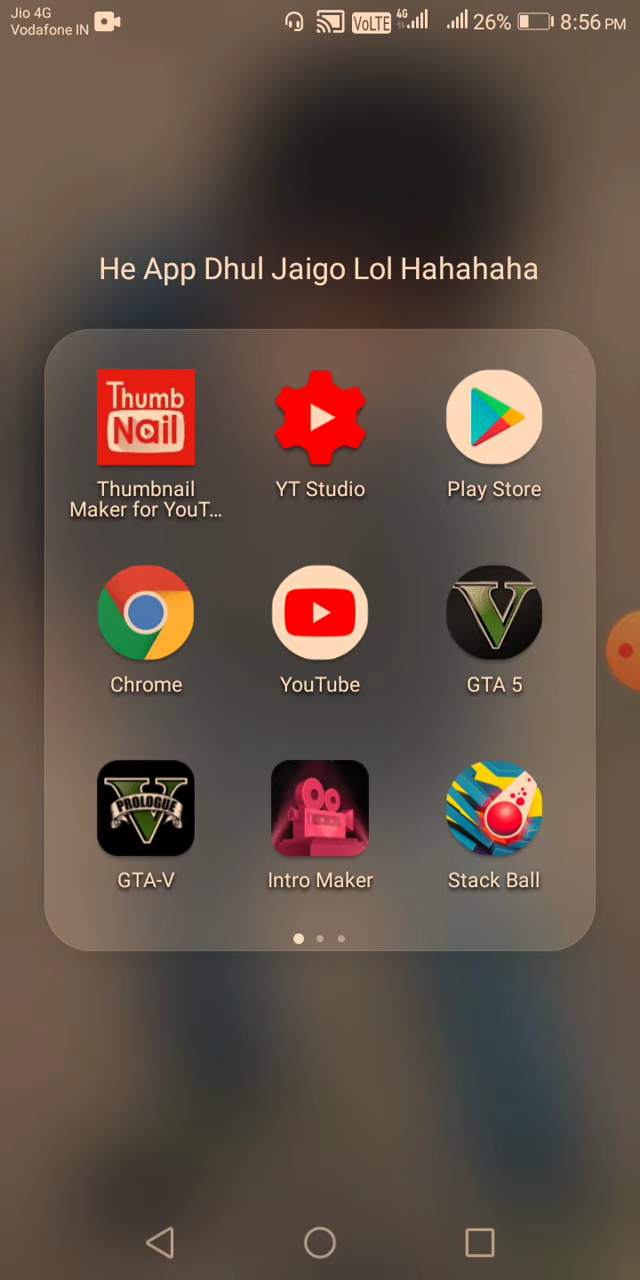 Jio 4G
Vodafone IN
VoLTE 4G 26% 8:56 PM
He App Dhul Jaigo Lol Hahahaha
Thumb
Nail
Thumbnail
Maker for YouT...
YT Studio
Play Store
Chrome
YouTube
V
GTA 5
V
PROLOGUE
GTA-V
Intro Maker
Stack Ball